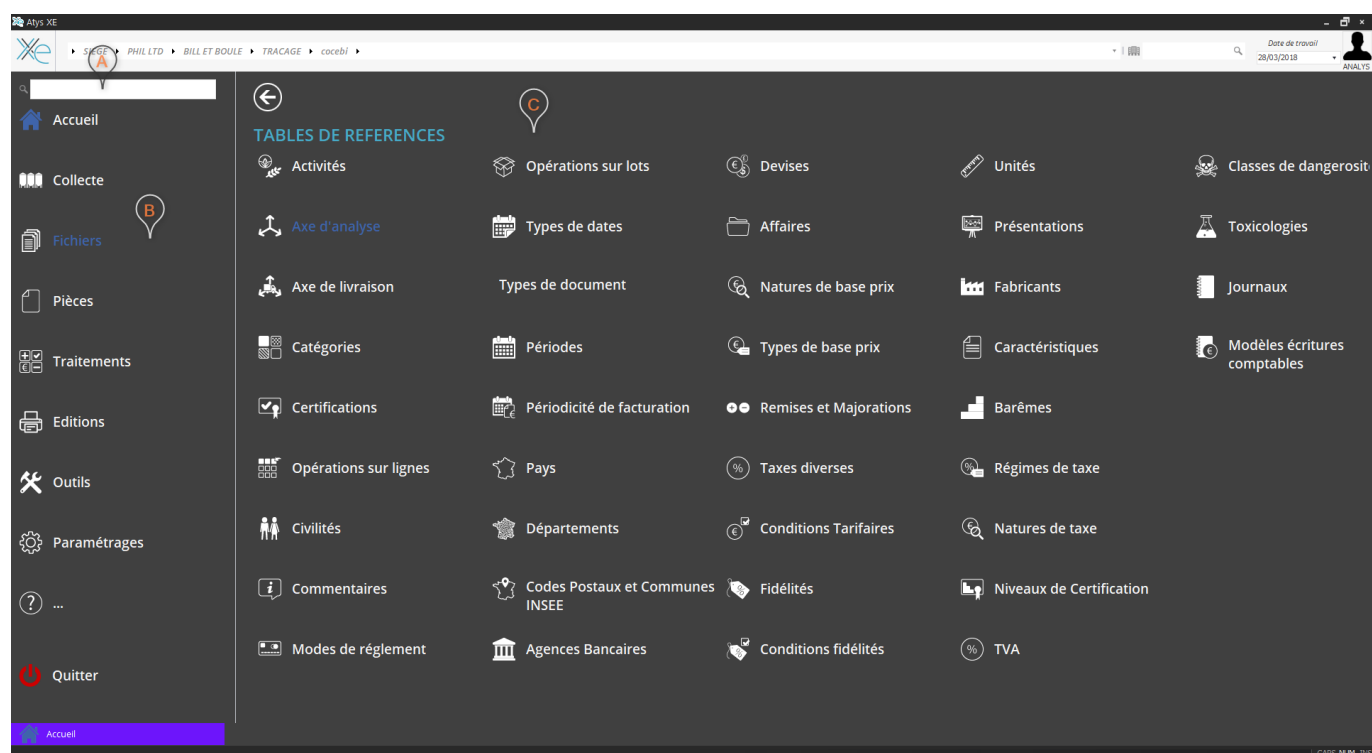 Atys XE
Xe SIEGE PHIL LTD BILL ET BOULE TRACAGE cocebi
Date de travail
28/03/2018
ANALYS
A
Accueil
Collecte
B
Fichiers
Pièces
Traitements
Editions
Outils
Paramétrages
? ...
Quitter
Accueil
C
TABLES DE REFERENCES
Activités
Opérations sur lots
Devises
Unités
Classes de dangerosit
Axe d'analyse
Types de dates
Affaires
Présentations
Toxicologies
Axe de livraison
Types de document
Natures de base prix
Fabricants
Journaux
Catégories
Périodes
Types de base prix
Caractéristiques
Modèles écritures
comptables
Certifications
Périodicité de facturation
Remises et Majorations
Barêmes
Opérations sur lignes
Pays
Taxes diverses
Régimes de taxe
Civilités
Départements
Conditions Tarifaires
Natures de taxe
Commentaires
Codes Postaux et Communes
INSEE
Fidélités
Niveaux de Certification
Modes de réglement
Agences Bancaires
Conditions fidélités
TVA
CAPS NUM INS